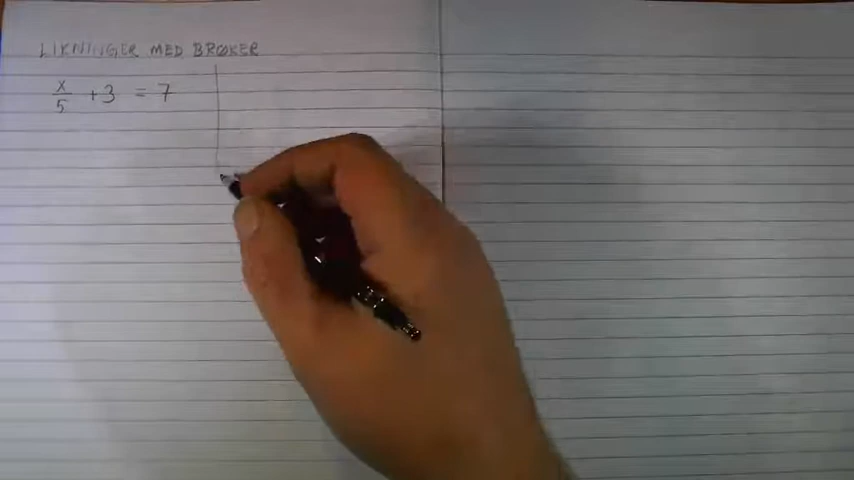 LIKNINGER MED BRØKER
x/5 + 3 = 7